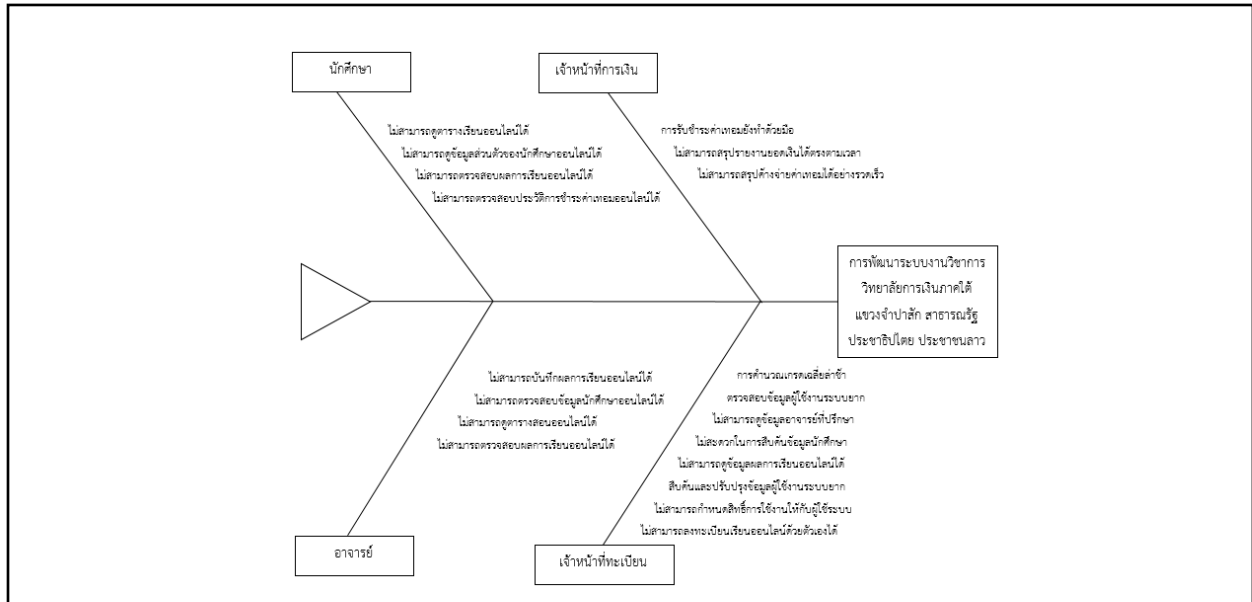 นักศึกษา
ไม่สามารถดูตารางเรียนออนไลน์ได้
ไม่สามารถดูข้อมูลส่วนตัวของนักศึกษาออนไลน์ได้
ไม่สามารถตรวจสอบผลการเรียนออนไลน์ได้
ไม่สามารถตรวจสอบประวัติการชำระค่าเทอมออนไลน์ได้
เจ้าหน้าที่การเงิน
การรับชำระค่าเทอมยังทำด้วยมือ
ไม่สามารถสรุปรายงานยอดเงินได้ตรงตามเวลา
ไม่สามารถสรุปค้างจ่ายค่าเทอมได้อย่างรวดเร็ว
การพัฒนาระบบงานวิชาการ
วิทยาลัยการเงินภาคใต้
แขวงจำปาสัก สาธารณรัฐ
ประชาธิปไตย ประชาชนลาว
ไม่สามารถบันทึกผลการเรียนออนไลน์ได้
ไม่สามารถตรวจสอบข้อมูลนักศึกษาออนไลน์ได้
ไม่สามารถดูตารางสอนออนไลน์ได้
ไม่สามารถตรวจสอบผลการเรียนออนไลน์ได้
อาจารย์
การคำนวณเกรดเฉลี่ยล่าช้า
ตรวจสอบข้อมูลผู้ใช้งานระบบยาก
ไม่สามารถดูข้อมูลอาจารย์ที่ปรึกษา
ไม่สะดวกในการสืบค้นข้อมูลนักศึกษา
ไม่สามารถดูข้อมูลผลการเรียนออนไลน์ได้
สืบค้นและปรับปรุงข้อมูลผู้ใช้งานระบบยาก
ไม่สามารถกำหนดสิทธิ์การใช้งานให้กับผู้ใช้ระบบ
ไม่สามารถลงทะเบียนเรียนออนไลน์ด้วยตัวเองได้
เจ้าหน้าที่ทะเบียน